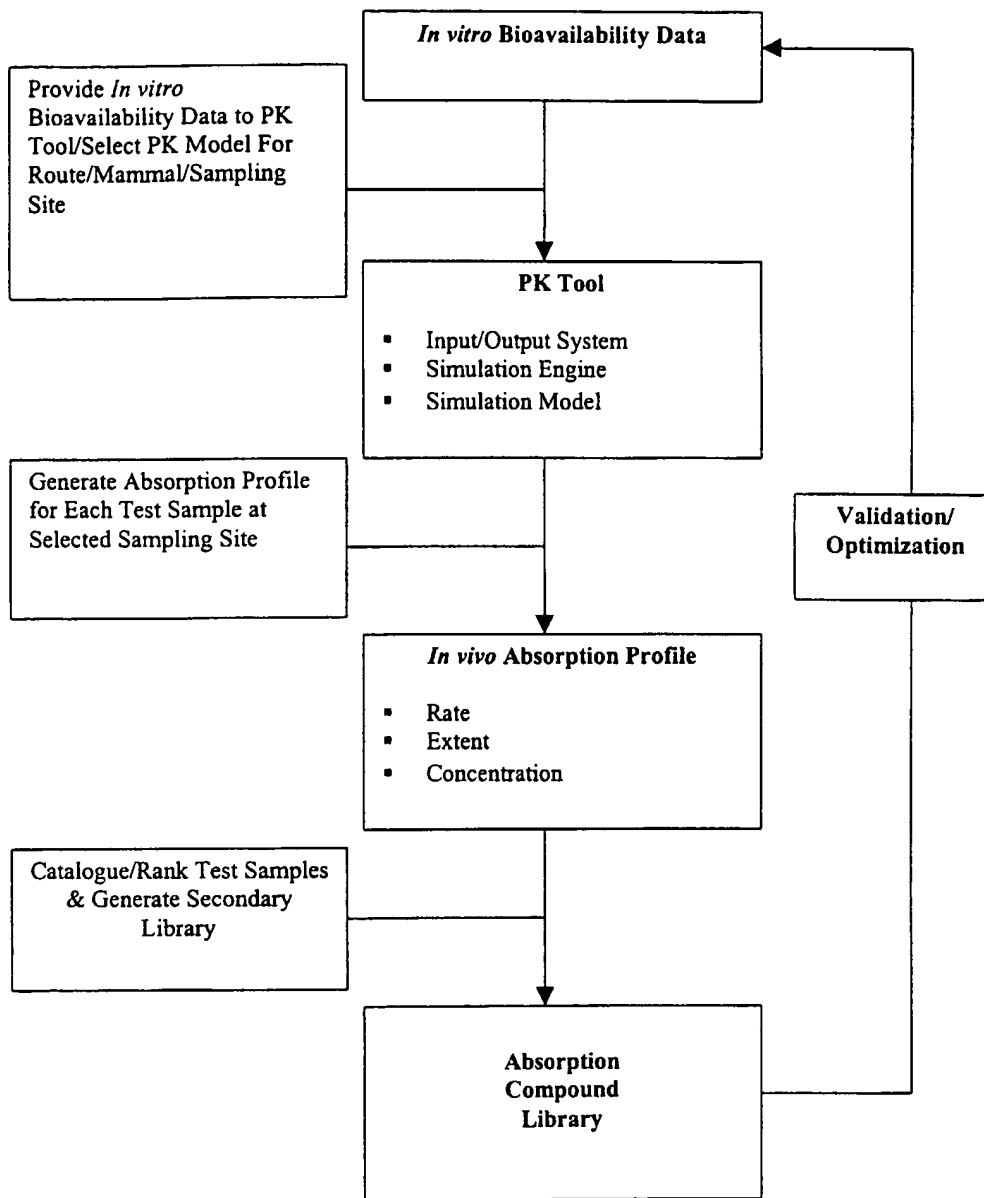 In vitro Bioavailability Data
Provide In vitro
Bioavailability Data to PK
Tool/Select PK Model For
Route/Mammal/Sampling
Site
PK Tool
▪ Input/Output System
▪ Simulation Engine
▪ Simulation Model
Generate Absorption Profile
for Each Test Sample at
Selected Sampling Site
Validation/
Optimization
In vivo Absorption Profile
▪ Rate
▪ Extent
▪ Concentration
Catalogue/Rank Test Samples
& Generate Secondary
Library
Absorption
Compound
Library